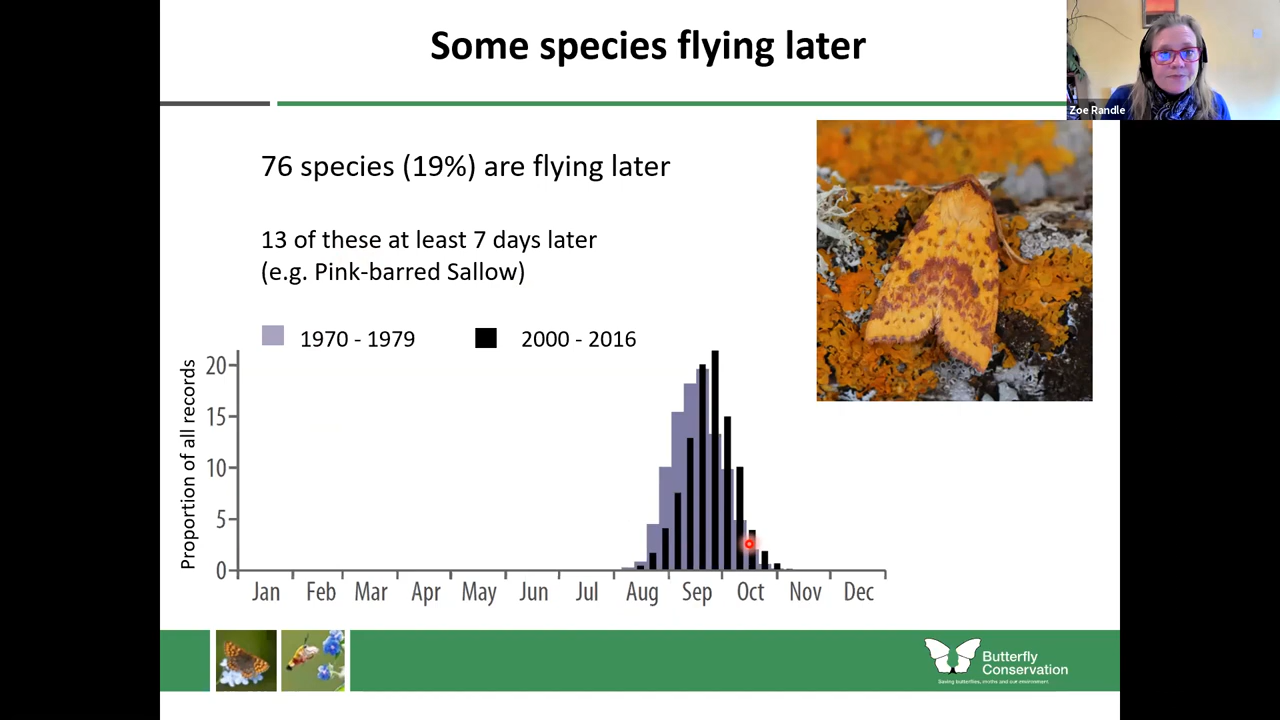 Some species flying later
Zoe Randle
76 species (19%) are flying later
13 of these at least 7 days later
(e.g. Pink-barred Sallow)
1970 - 1979
2000 - 2016
Proportion of all records
20
15
10
5
0
Jan Feb Mar Apr May Jun Jul Aug Sep Oct Nov Dec
Butterfly
Conservation
Saving butterflies, moths and our environment